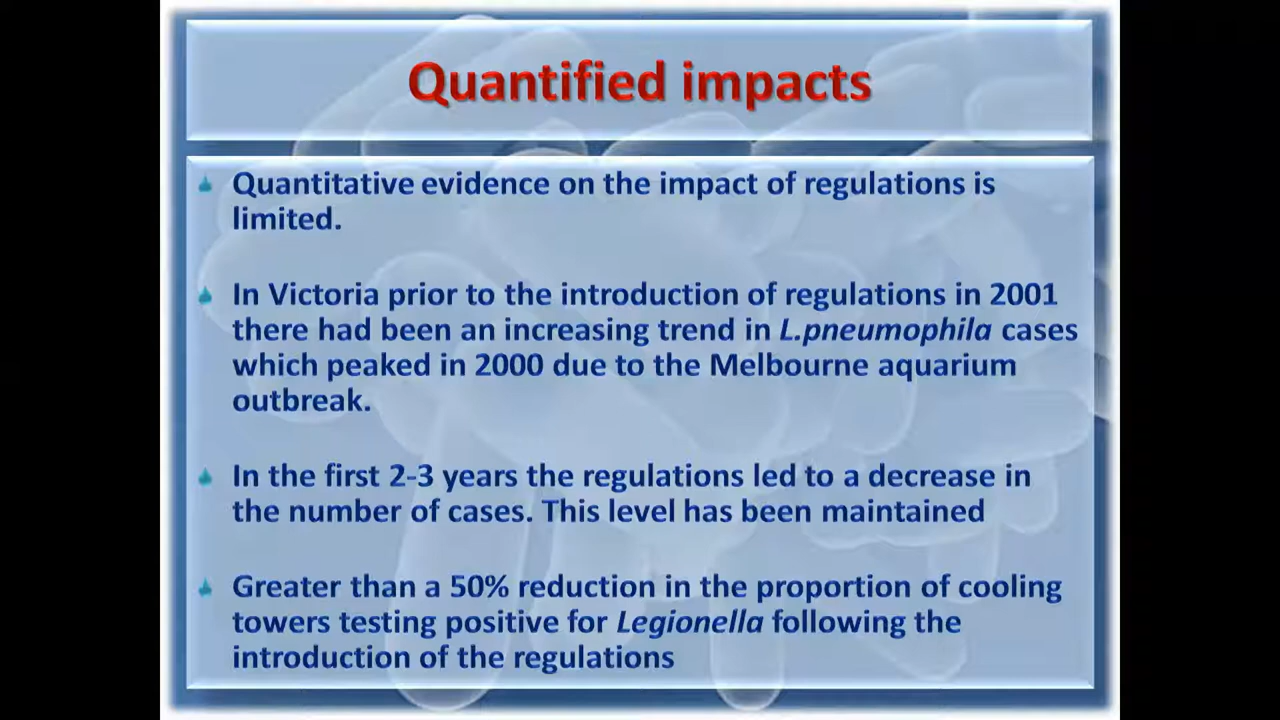 Quantified impacts
Quantitative evidence on the impact of regulations is
limited.
In Victoria prior to the introduction of regulations in 2001
there had been an increasing trend in L.pneumophila cases
which peaked in 2000 due to the Melbourne aquarium
outbreak.
In the first 2-3 years the regulations led to a decrease in
the number of cases. This level has been maintained
Greater than a 50% reduction in the proportion of cooling
towers testing positive for Legionella following the
introduction of the regulations